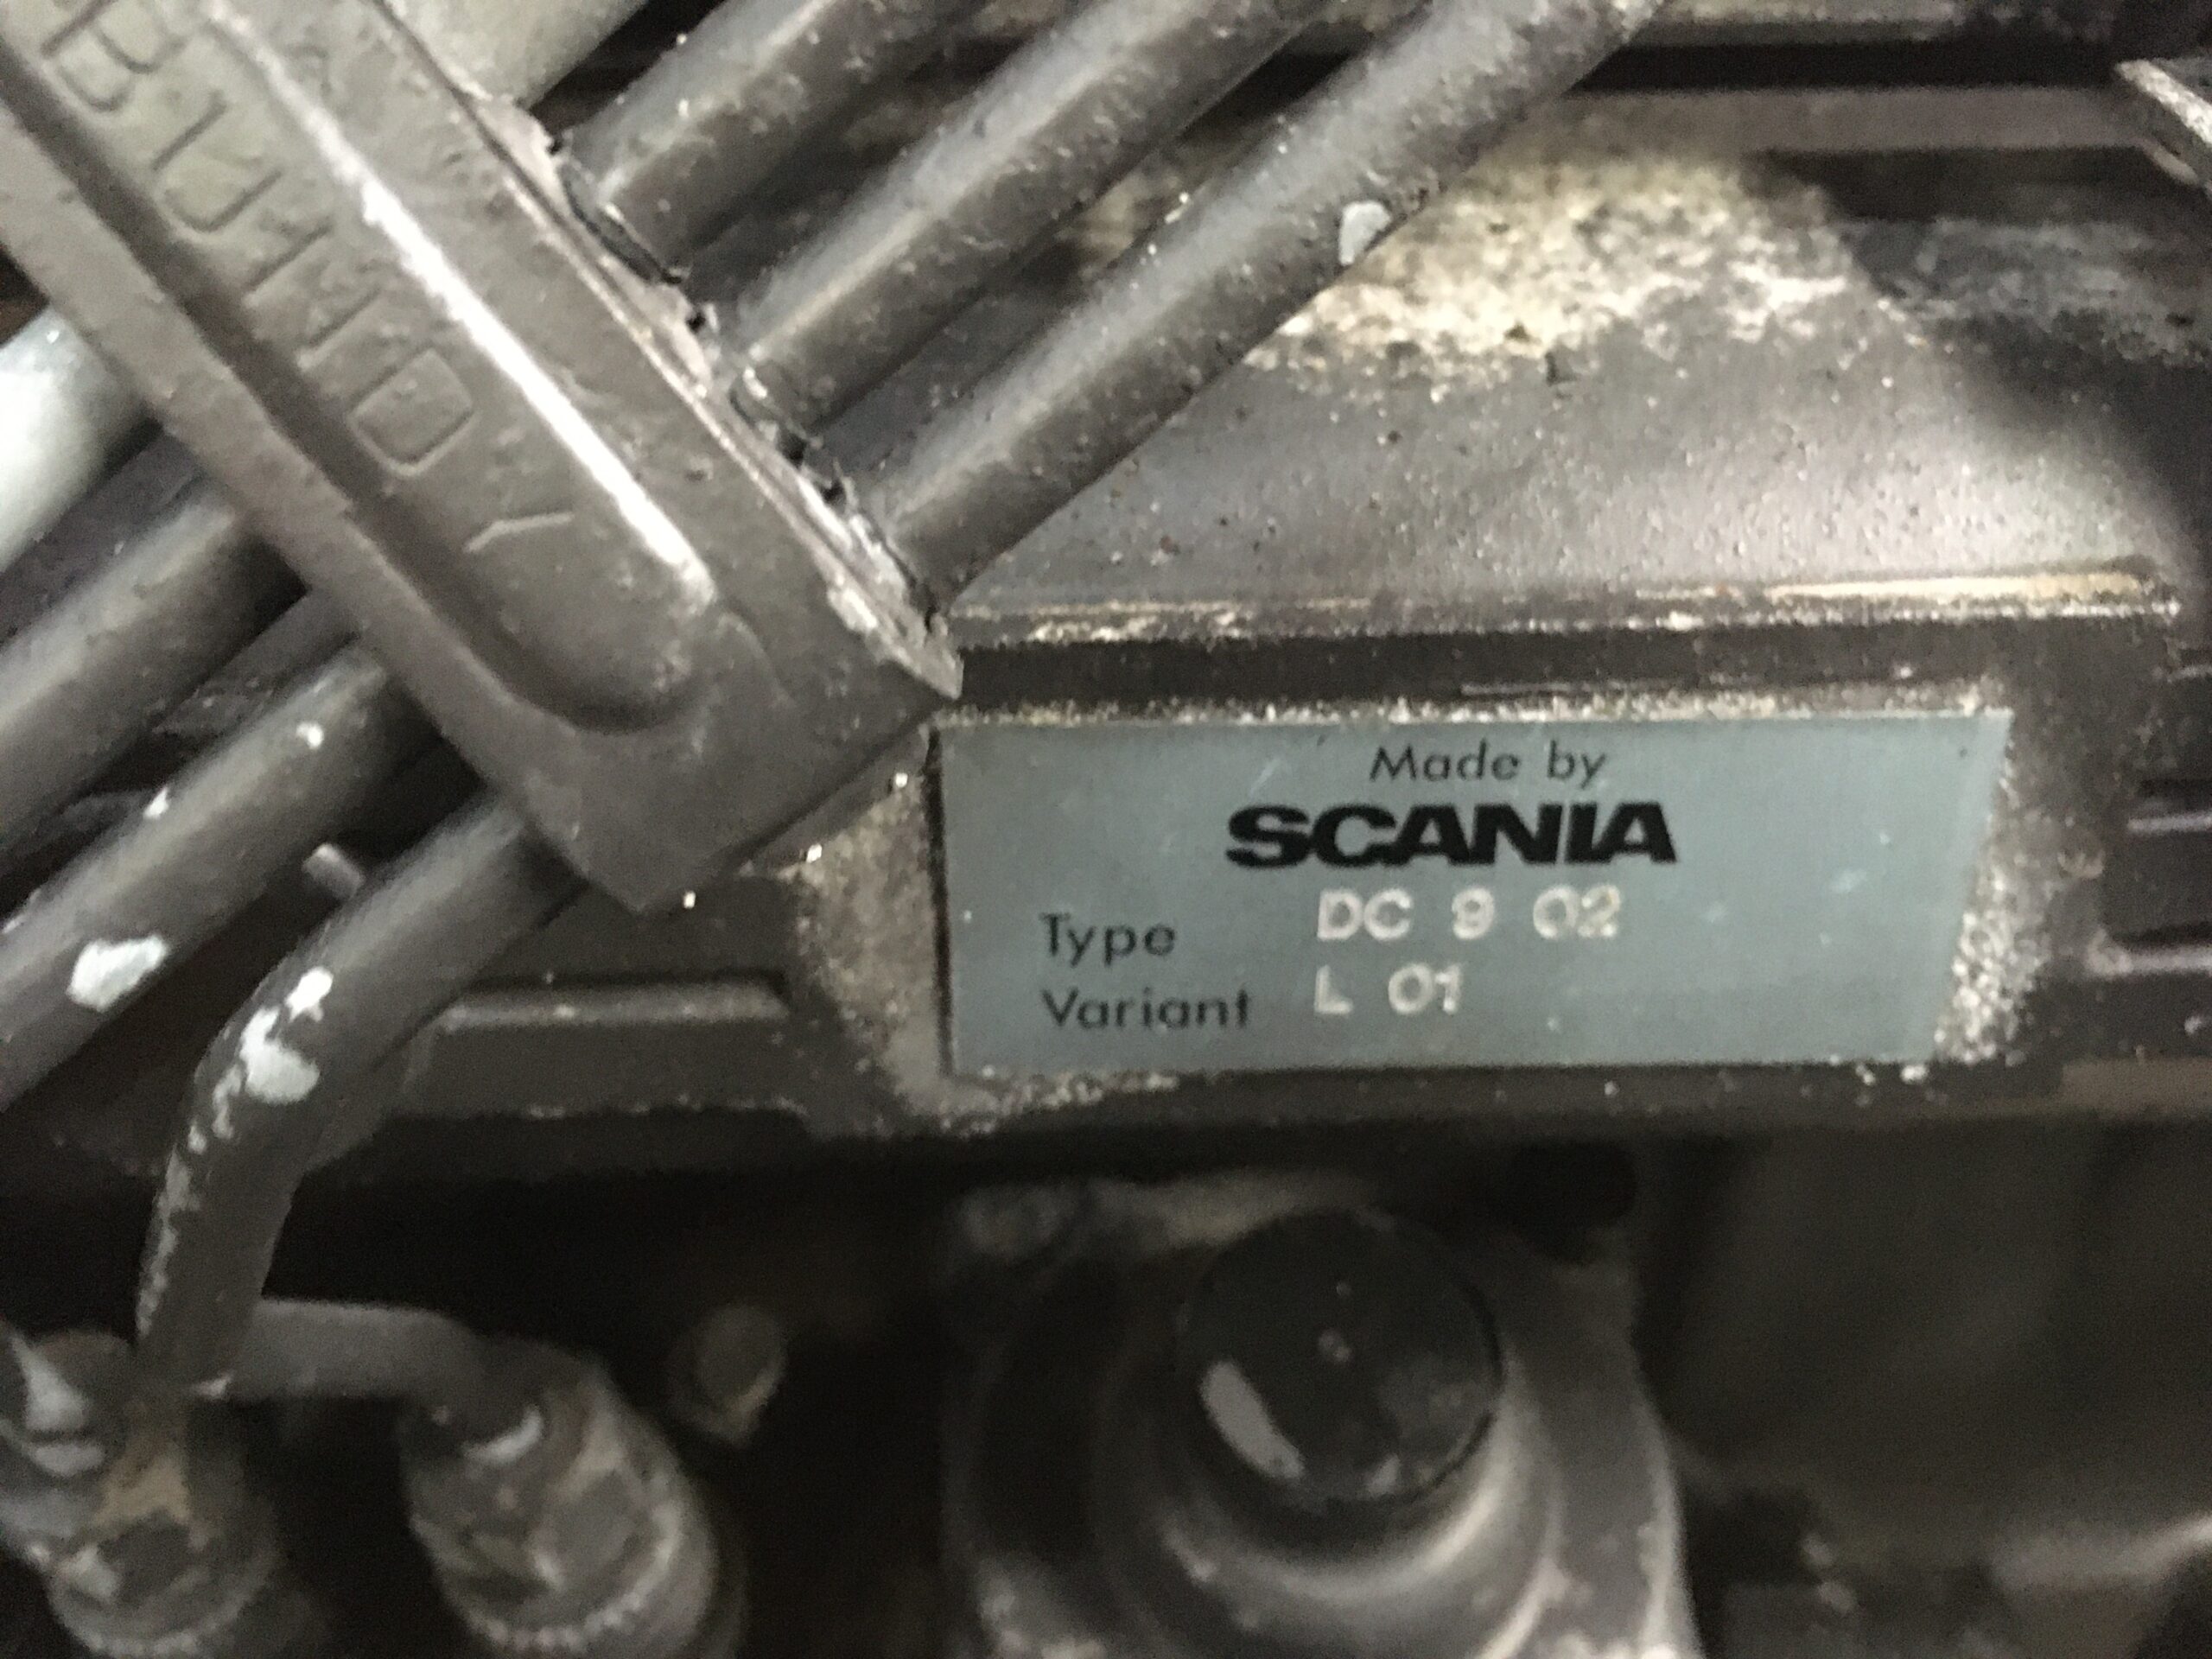 Made by
SCANIA
Type DC 9 02
Variant L 01